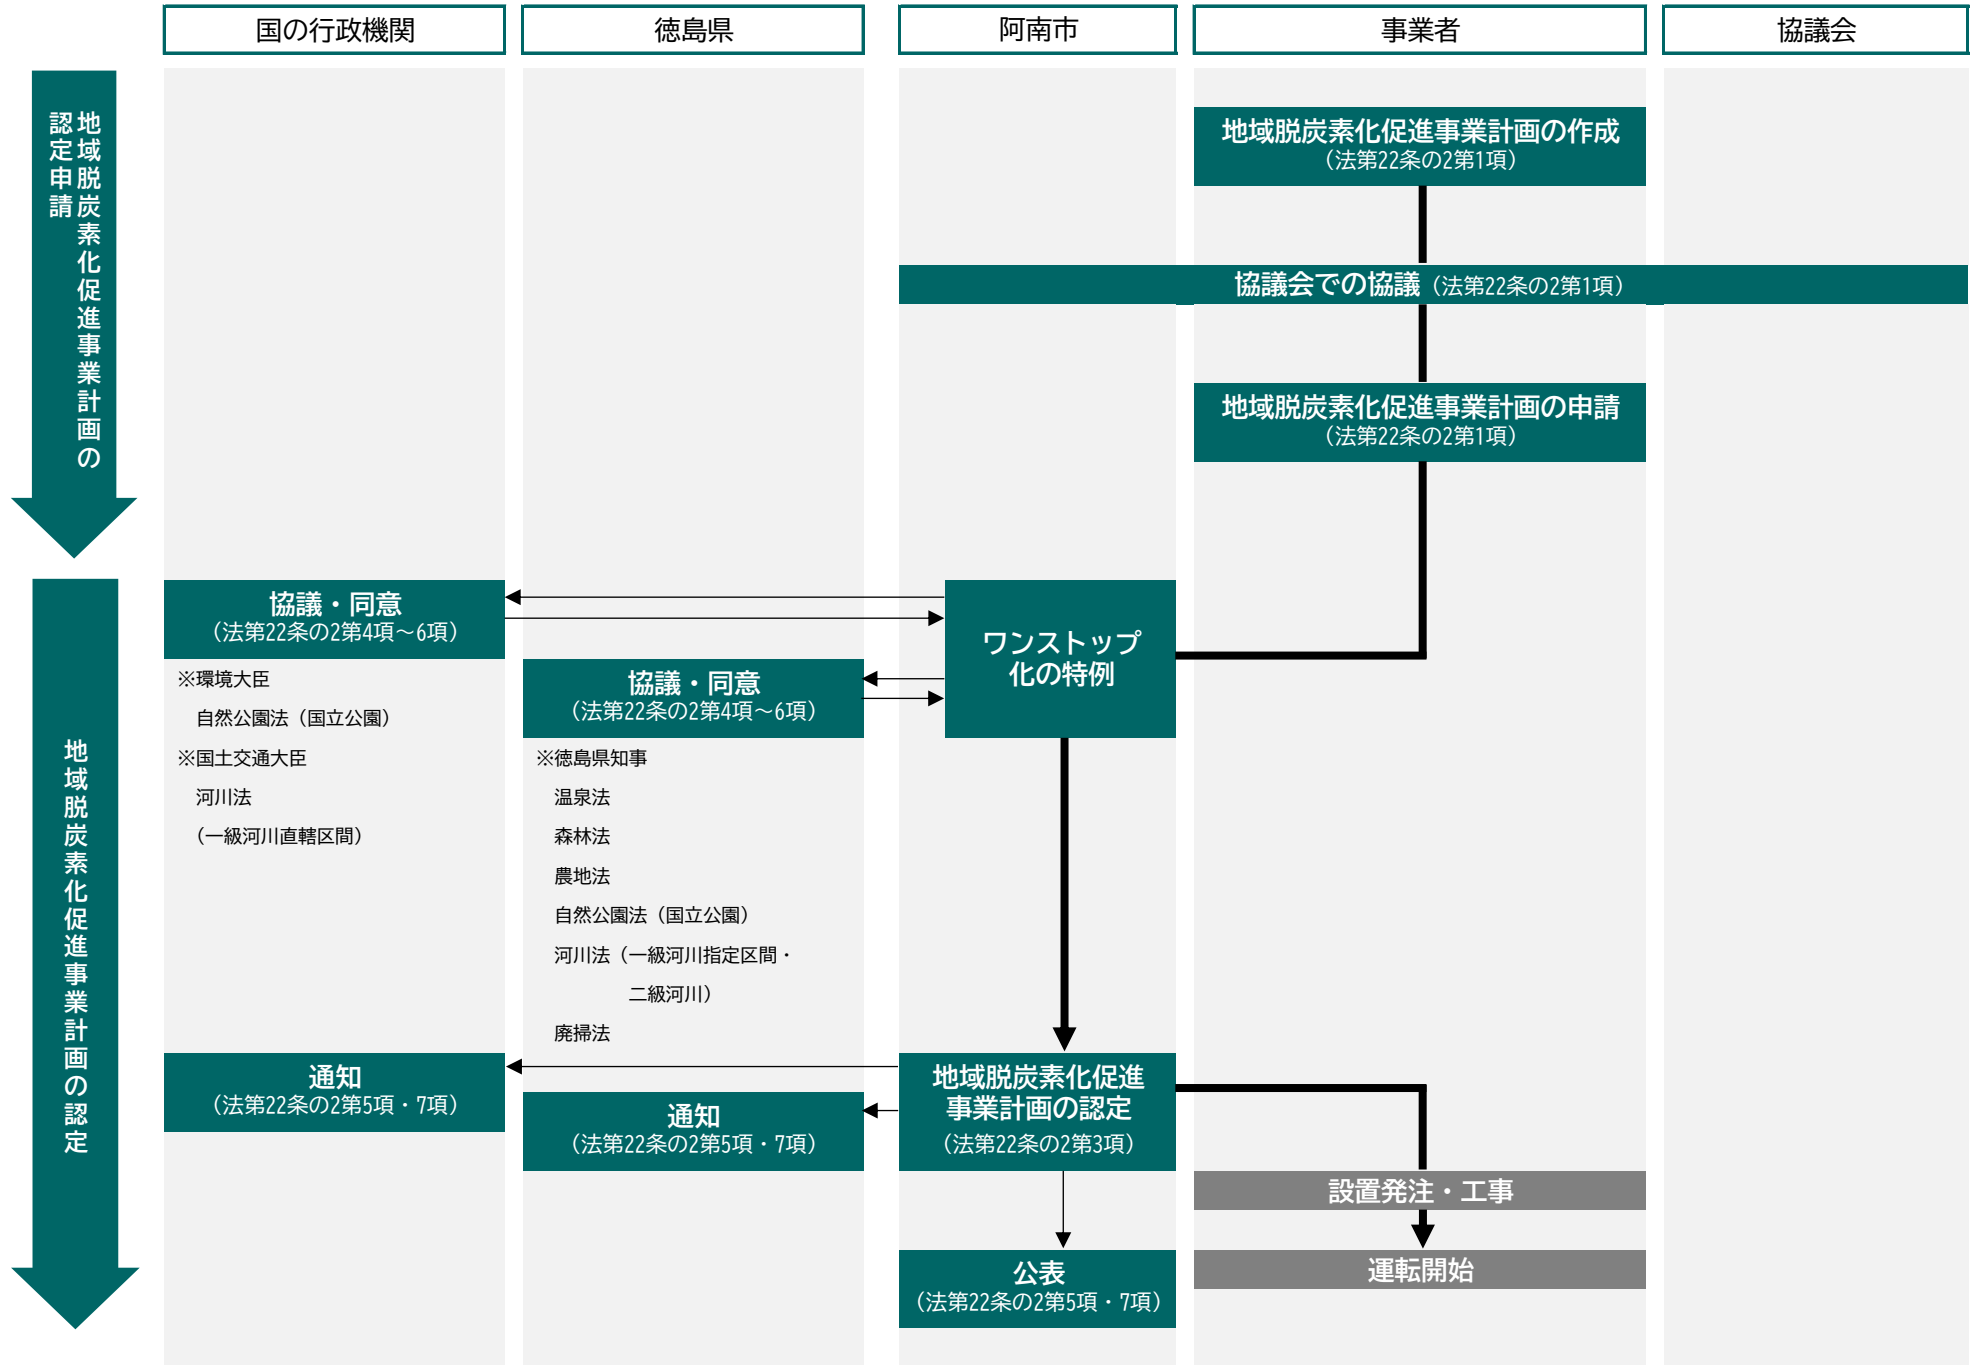 国の行政機関
徳島県
阿南市
事業者
協議会
地域脱炭素化促進事業計画の
認定申請
地域脱炭素化促進事業計画の作成
(法第22条の2第1項)
協議会での協議(法第22条の2第1項)
地域脱炭素化促進事業計画の申請
(法第22条の2第1項)
地域脱炭素化促進事業計画の認定
協議・同意
(法第22条の2第4項~6項)
※環境大臣
自然公園法(国立公園)
※国土交通大臣
河川法
(一級河川直轄区間)
協議・同意
(法第22条の2第4項~6項)
※徳島県知事
温泉法
森林法
農地法
自然公園法(国立公園)
河川法(一級河川指定区間・
二級河川)
廃掃法
ワンストップ
化の特例
通知
(法第22条の2第5項・7項)
通知
(法第22条の2第5項・7項)
地域脱炭素化促進
事業計画の認定
(法第22条の2第3項)
設置発注・工事
公表
(法第22条の2第5項・7項)
運転開始